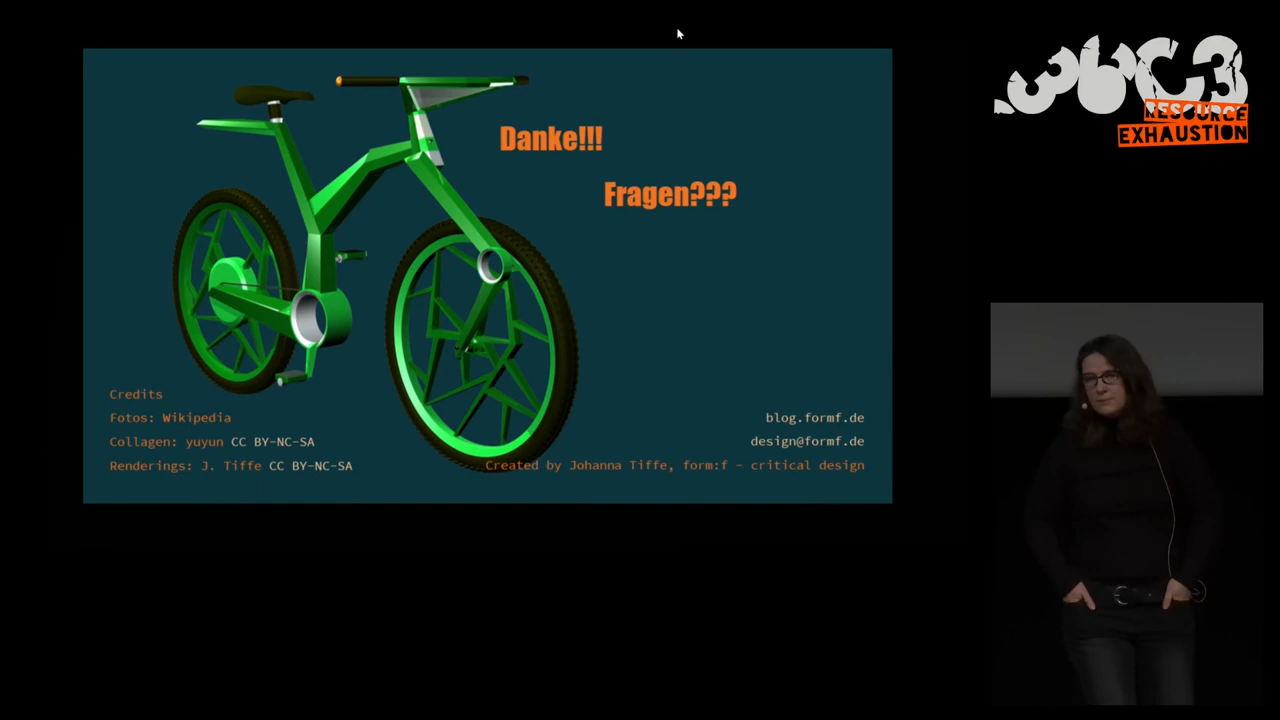 36C3
RESOURCE
EXHAUSTION
Danke!!!
Fragen???
Credits
Fotos: Wikipedia
Collagen: yuyun CC BY-NC-SA
Renderings: J. Tiffe CC BY-NC-SA
blog.formf.de
design@formf.de
Created by Johanna Tiffe, form:f - critical design